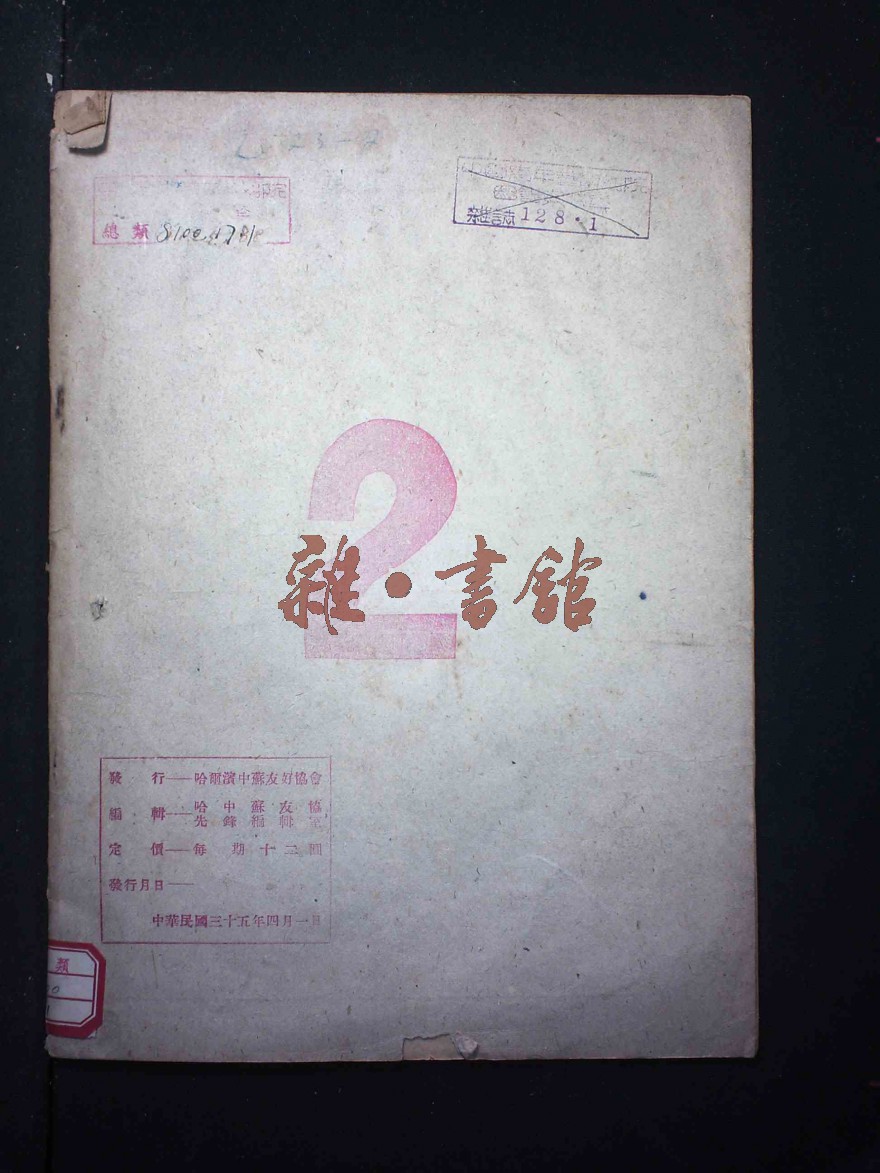 總類
雜誌 128.1
2
雜·書館
發行——哈爾濱中蘇友好協會
編輯——哈中蘇友協
先鋒編輯室
定價——每期十二圓
發行月日——
中華民國三十五年四月一日
類